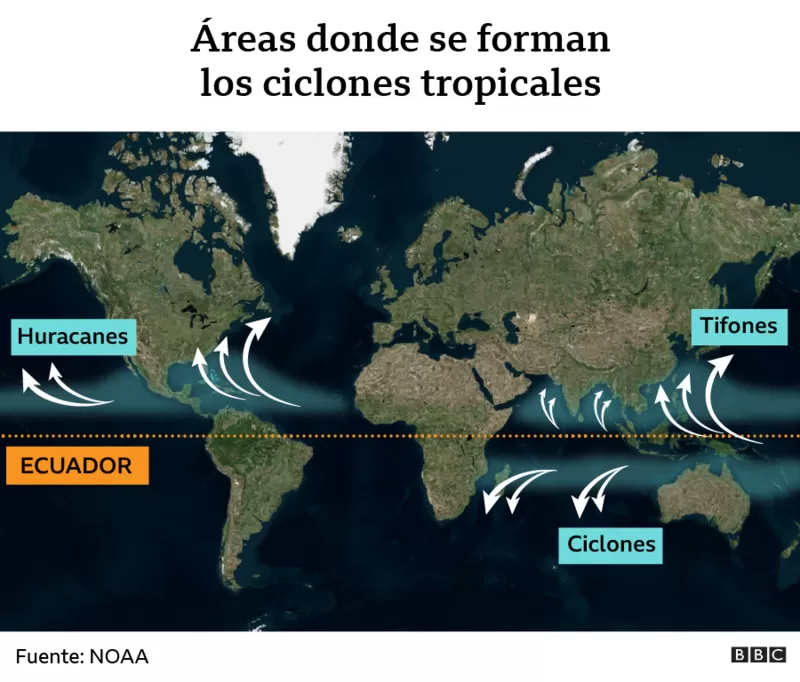 Áreas donde se forman
los ciclones tropicales
Huracanes
Tifones
ECUADOR
Ciclones
Fuente: NOAA
BBC